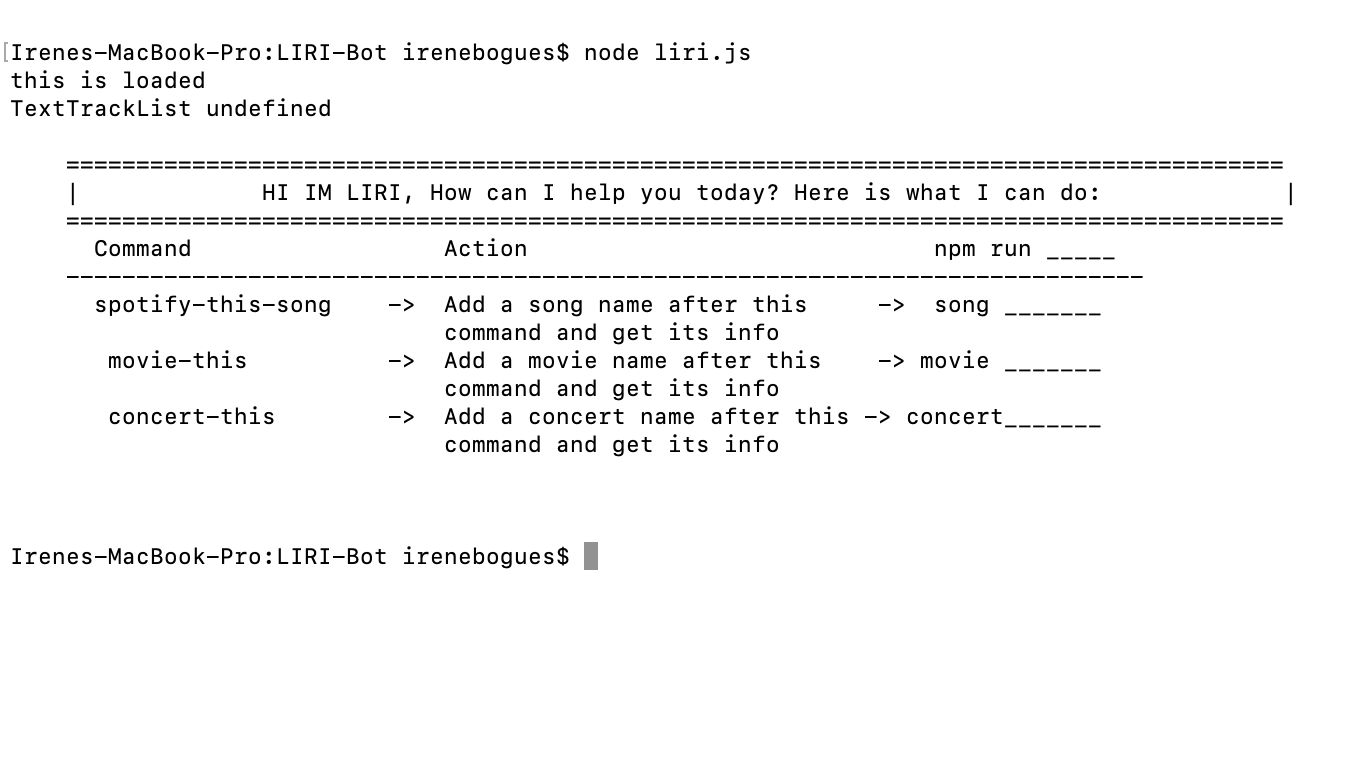 [Irenes-MacBook-Pro:LIRI-Bot irenebogues$ node liri.js
this is loaded
TextTrackList undefined
=======================================================================================
|             HI IM LIRI, How can I help you today? Here is what I can do:             |
=======================================================================================
Command                  Action                             npm run _____
-----------------------------------------------------------------------------
spotify-this-song    ->  Add a song name after this     ->  song _______
command and get its info
movie-this          ->  Add a movie name after this    -> movie _______
command and get its info
concert-this        ->  Add a concert name after this -> concert_______
command and get its info
Irenes-MacBook-Pro:LIRI-Bot irenebogues$